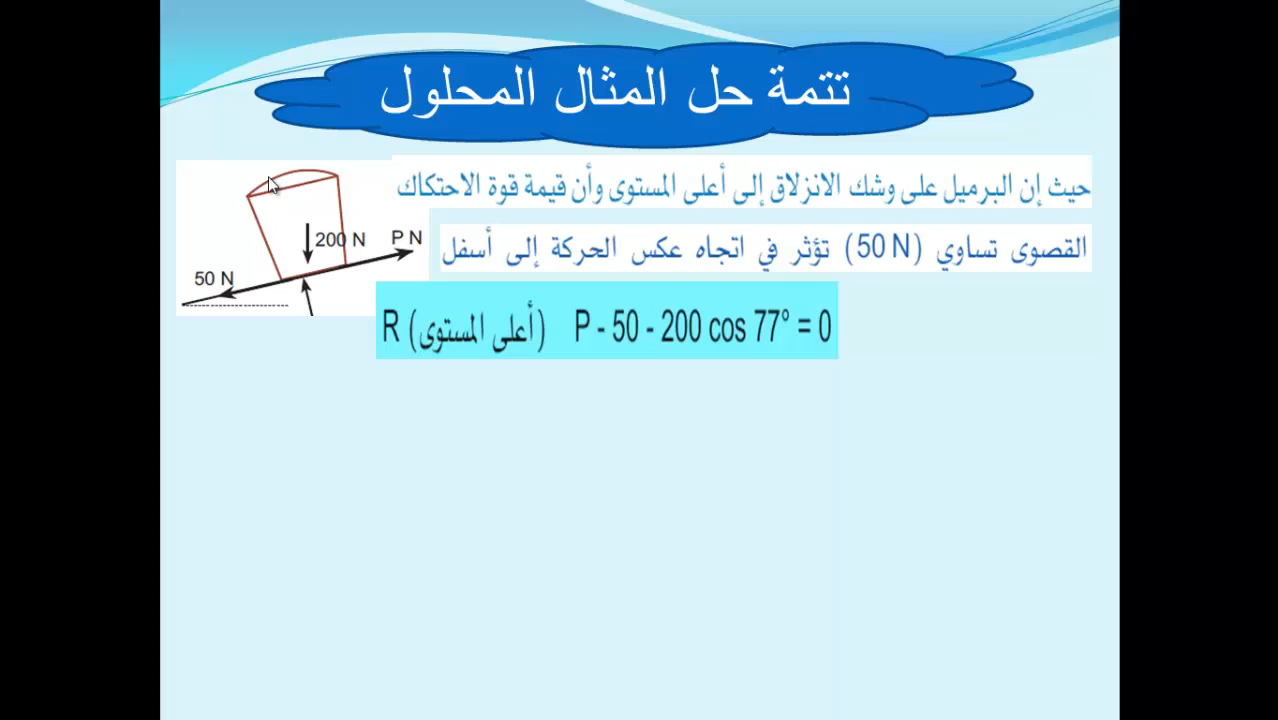 تتمة حل المثال المحلول
حيث إن البرميل على وشك الانزلاق إلى أعلى المستوى وأن قيمة قوة الاحتكاك
القصوى تساوي (50 N) تؤثر في اتجاه عكس الحركة إلى أسفل
200 N
P N
50 N
R (أعلى المستوى) P - 50 - 200 cos 77° = 0